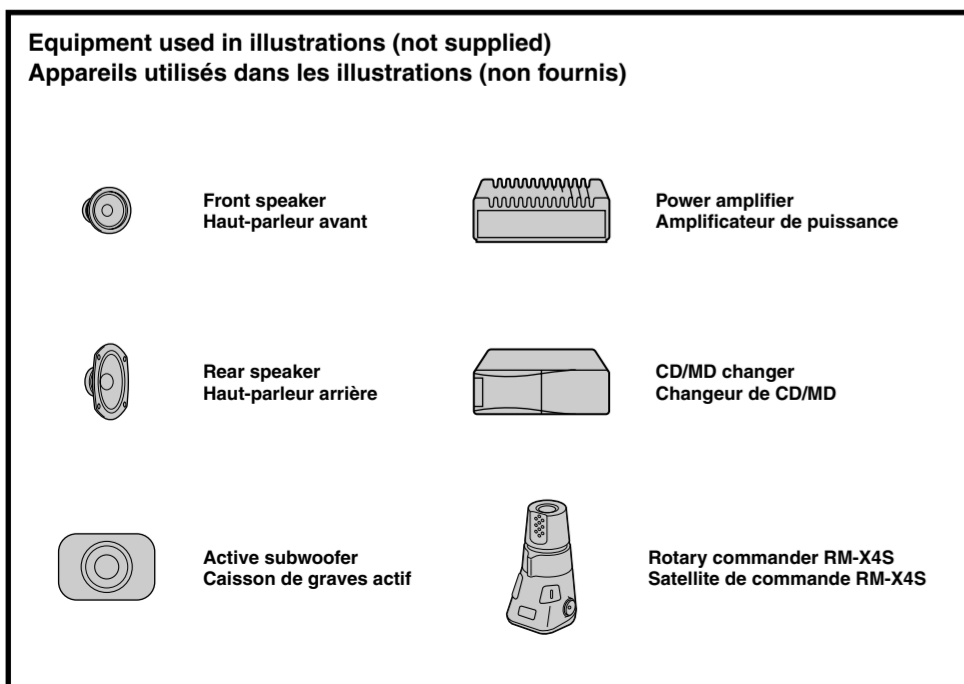 Equipment used in illustrations (not supplied)
Appareils utilisés dans les illustrations (non fournis)
Front speaker
Haut-parleur avant
Power amplifier
Amplificateur de puissance
Rear speaker
Haut-parleur arrière
CD/MD changer
Changeur de CD/MD
Active subwoofer
Caisson de graves actif
Rotary commander RM-X4S
Satellite de commande RM-X4S